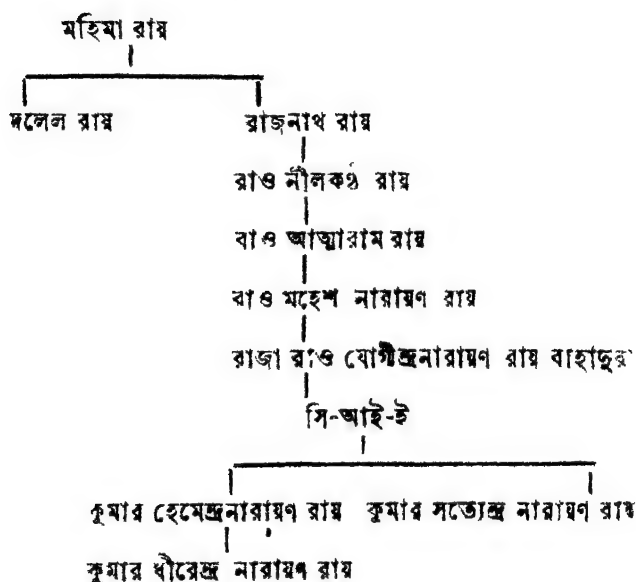 মহিমা রায়
দলেল রায় রাজনাথ রায়
রাও নীলকণ্ঠ রায়
রাও আত্মারাম রায়
রাও মহেশ নারায়ণ রায়
রাজা রাও যোগীন্দ্রনারায়ণ রায় বাহাদুর
সি-আই-ই
কুমার হেমেন্দ্রনারায়ণ রায় কুমার সত্যেন্দ্র নারায়ণ রায়
কুমার ধীরেন্দ্র নারায়ণ রায়